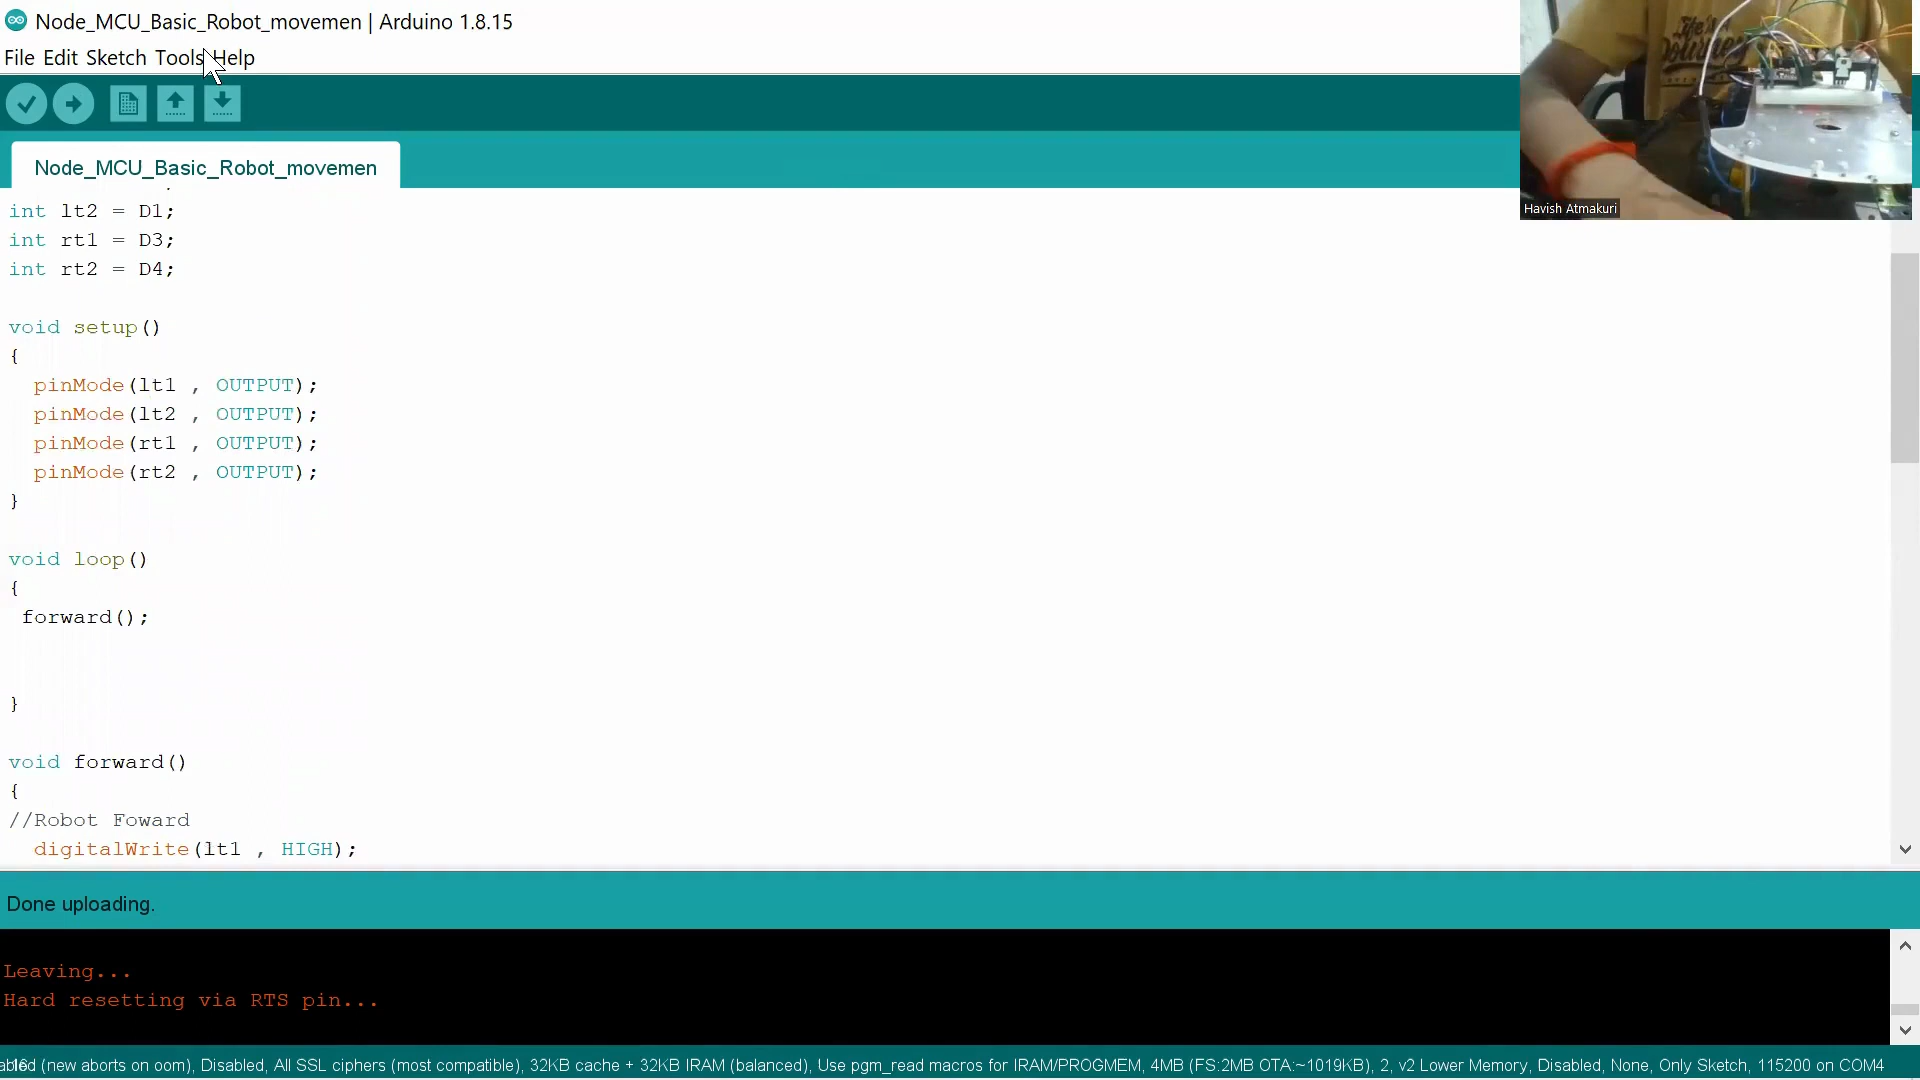 Node_MCU_Basic_Robot_movemen | Arduino 1.8.15
File Edit Sketch Tools Help
Node_MCU_Basic_Robot_movemen
int lt2 = D1;
int rt1 = D3;
int rt2 = D4;
void setup()
{
pinMode(lt1 , OUTPUT);
pinMode(lt2 , OUTPUT);
pinMode(rt1 , OUTPUT);
pinMode(rt2 , OUTPUT);
}
void loop()
{
forward();
}
void forward()
{
//Robot Foward
digitalWrite(lt1 , HIGH);
Done uploading.
Leaving...
Hard resetting via RTS pin...
(new aborts on oom), Disabled, All SSL ciphers (most compatible), 32KB cache + 32KB IRAM (balanced), Use pgm_read macros for IRAM/PROGMEM, 4MB (FS:2MB OTA:~1019KB), 2, v2 Lower Memory, Disabled, None, Only Sketch, 115200 on COM4
Life's a
Journey
Havish Atmakuri